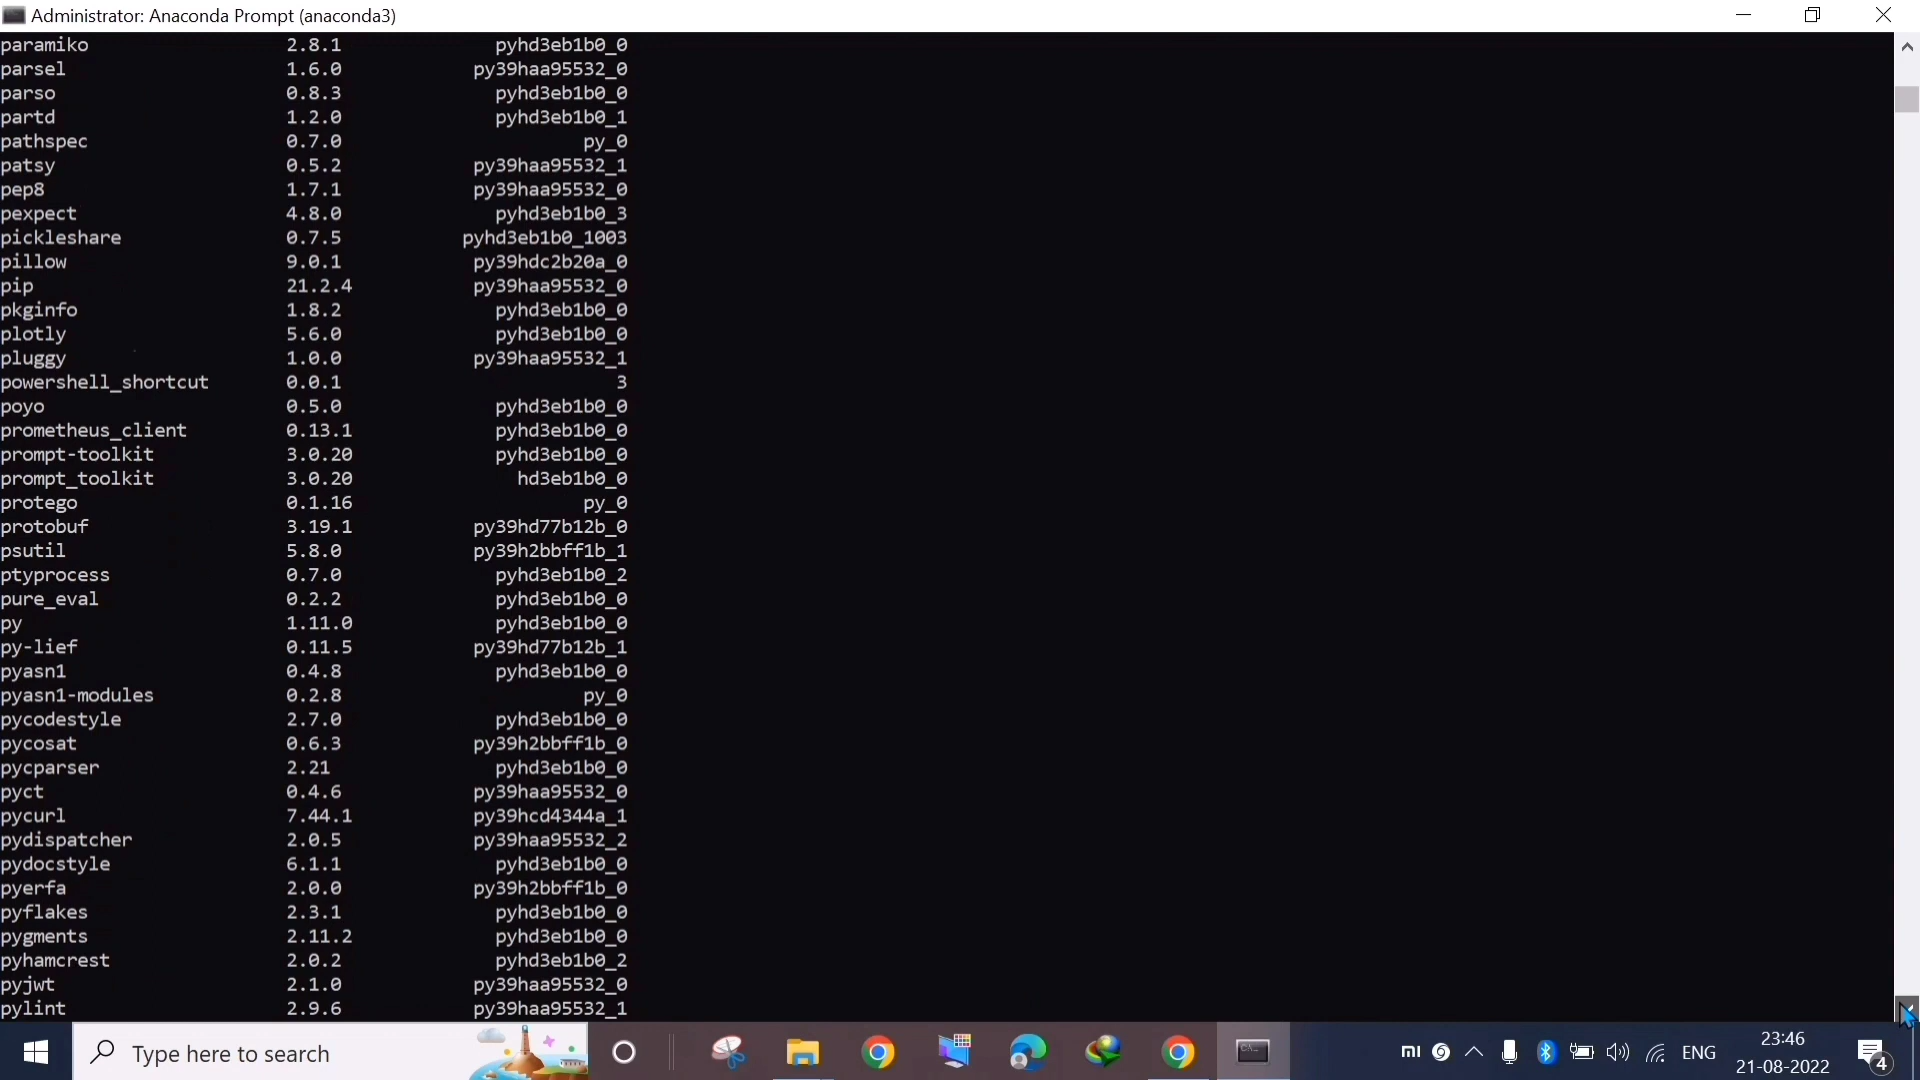 Administrator: Anaconda Prompt (anaconda3)
paramiko 2.8.1 pyhd3eb1b0_0
parsel 1.6.0 py39haa95532_0
parso 0.8.3 pyhd3eb1b0_0
partd 1.2.0 pyhd3eb1b0_1
pathspec 0.7.0 py_0
patsy 0.5.2 py39haa95532_1
pep8 1.7.1 py39haa95532_0
pexpect 4.8.0 pyhd3eb1b0_3
pickleshare 0.7.5 pyhd3eb1b0_1003
pillow 9.0.1 py39hdc2b20a_0
pip 21.2.4 py39haa95532_0
pkginfo 1.8.2 pyhd3eb1b0_0
plotly 5.6.0 pyhd3eb1b0_0
pluggy 1.0.0 py39haa95532_1
powershell_shortcut 0.0.1 3
poyo 0.5.0 pyhd3eb1b0_0
prometheus_client 0.13.1 pyhd3eb1b0_0
prompt-toolkit 3.0.20 pyhd3eb1b0_0
prompt_toolkit 3.0.20 hd3eb1b0_0
protego 0.1.16 py_0
protobuf 3.19.1 py39hd77b12b_0
psutil 5.8.0 py39h2bbff1b_1
ptyprocess 0.7.0 pyhd3eb1b0_2
pure_eval 0.2.2 pyhd3eb1b0_0
py 1.11.0 pyhd3eb1b0_0
py-lief 0.11.5 py39hd77b12b_1
pyasn1 0.4.8 pyhd3eb1b0_0
pyasn1-modules 0.2.8 py_0
pycodestyle 2.7.0 pyhd3eb1b0_0
pycosat 0.6.3 py39h2bbff1b_0
pycparser 2.21 pyhd3eb1b0_0
pyct 0.4.6 py39haa95532_0
pycurl 7.44.1 py39hcd4344a_1
pydispatcher 2.0.5 py39haa95532_2
pydocstyle 6.1.1 pyhd3eb1b0_0
pyerfa 2.0.0 py39h2bbff1b_0
pyflakes 2.3.1 pyhd3eb1b0_0
pygments 2.11.2 pyhd3eb1b0_0
pyhamcrest 2.0.2 pyhd3eb1b0_2
pyjwt 2.1.0 py39haa95532_0
pylint 2.9.6 py39haa95532_1
Type here to search
mi
ENG
23:46
21-08-2022
4